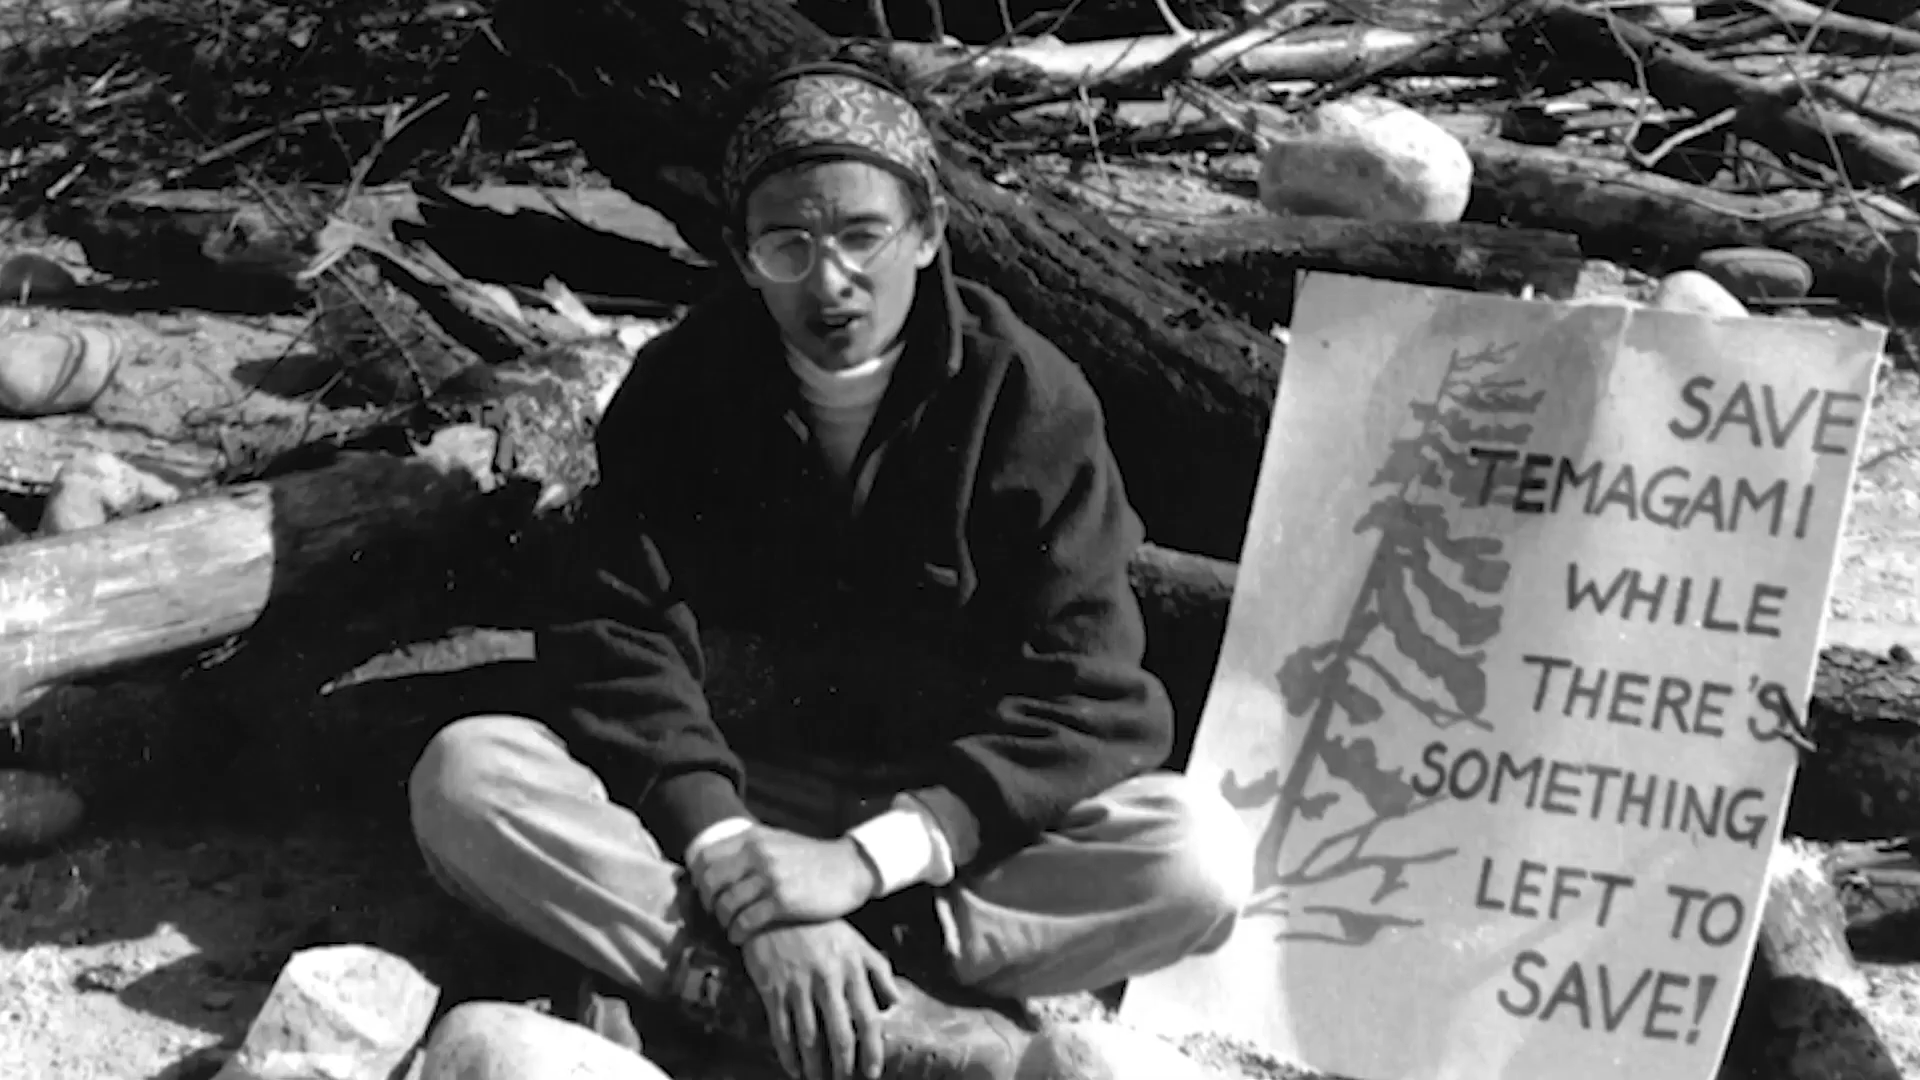 SAVE
TEMAGAMI
WHILE
THERE'S
SOMETHING
LEFT TO
SAVE!